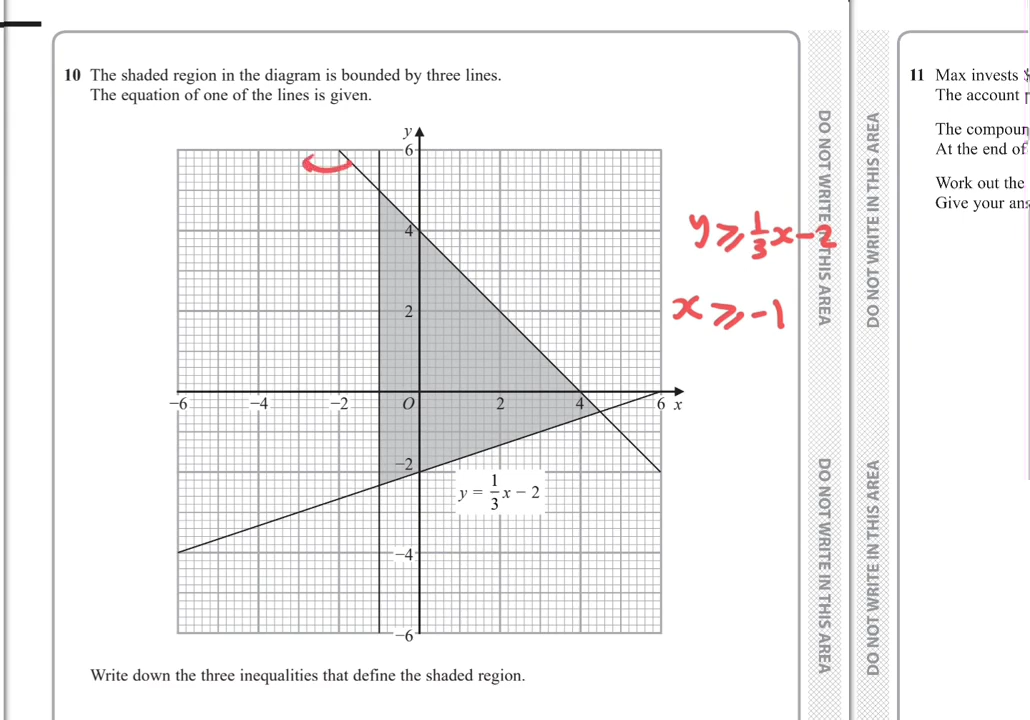 10 The shaded region in the diagram is bounded by three lines.
The equation of one of the lines is given.
y
6
4
2
−6 −4 −2 O 2 4 6 x
−2
y = 1/3 x − 2
−4
−6
y ⩾ 1/3 x − 2
x ⩾ −1
Write down the three inequalities that define the shaded region.
DO NOT WRITE IN THIS AREA
DO NOT WRITE IN THIS AREA
DO NOT WRITE IN THIS AREA
DO NOT WRITE IN THIS AREA
11 Max invests
The account
The compoun
At the end of
Work out the
Give your ans